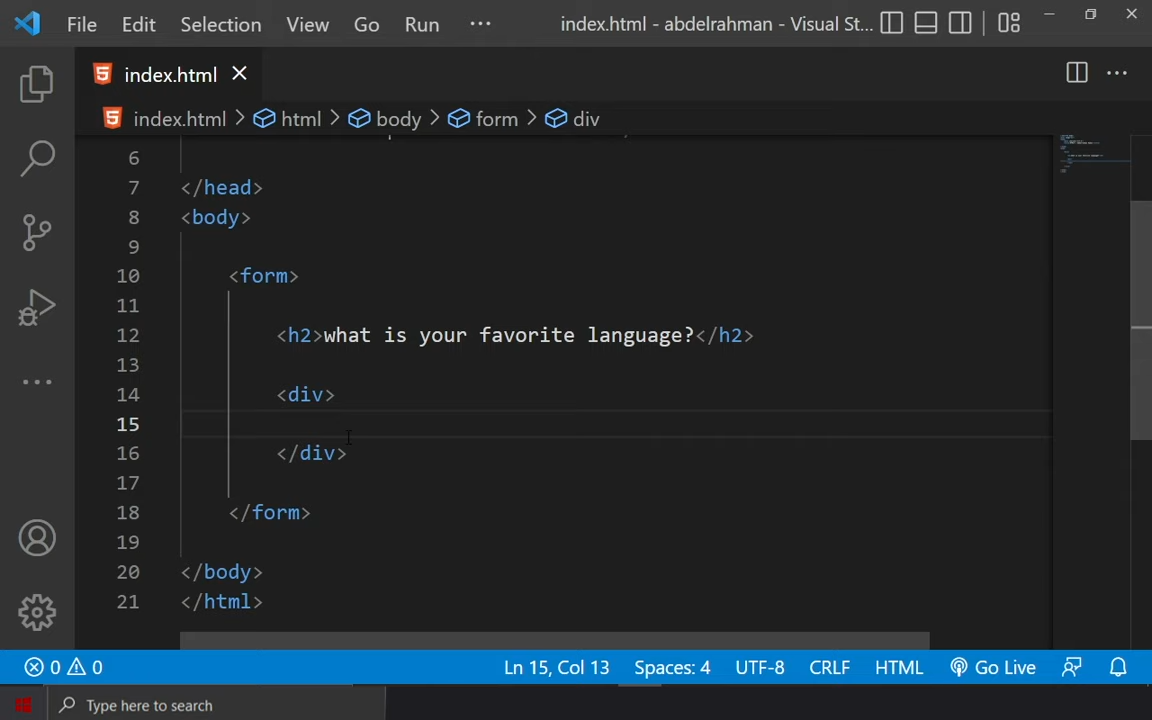 File Edit Selection View Go Run ··· index.html - abdelrahman - Visual St...
index.html
index.html > html > body > form > div
6
7 </head>
8 <body>
9
10 <form>
11
12 <h2>what is your favorite language?</h2>
13
14 <div>
15
16 </div>
17
18 </form>
19
20 </body>
21 </html>
0 0 Ln 15, Col 13 Spaces: 4 UTF-8 CRLF HTML Go Live
Type here to search